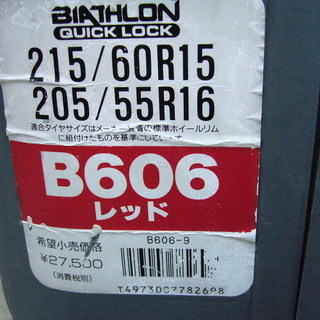 BIATHLON
QUICK LOCK
215/60R15
205/55R16
適合タイヤサイズはメーカー装着の標準ホイールリム
に組付けたものを基準にしています
B606
レッド
希望小売価格
¥27,500
(消費税別)
B606-9